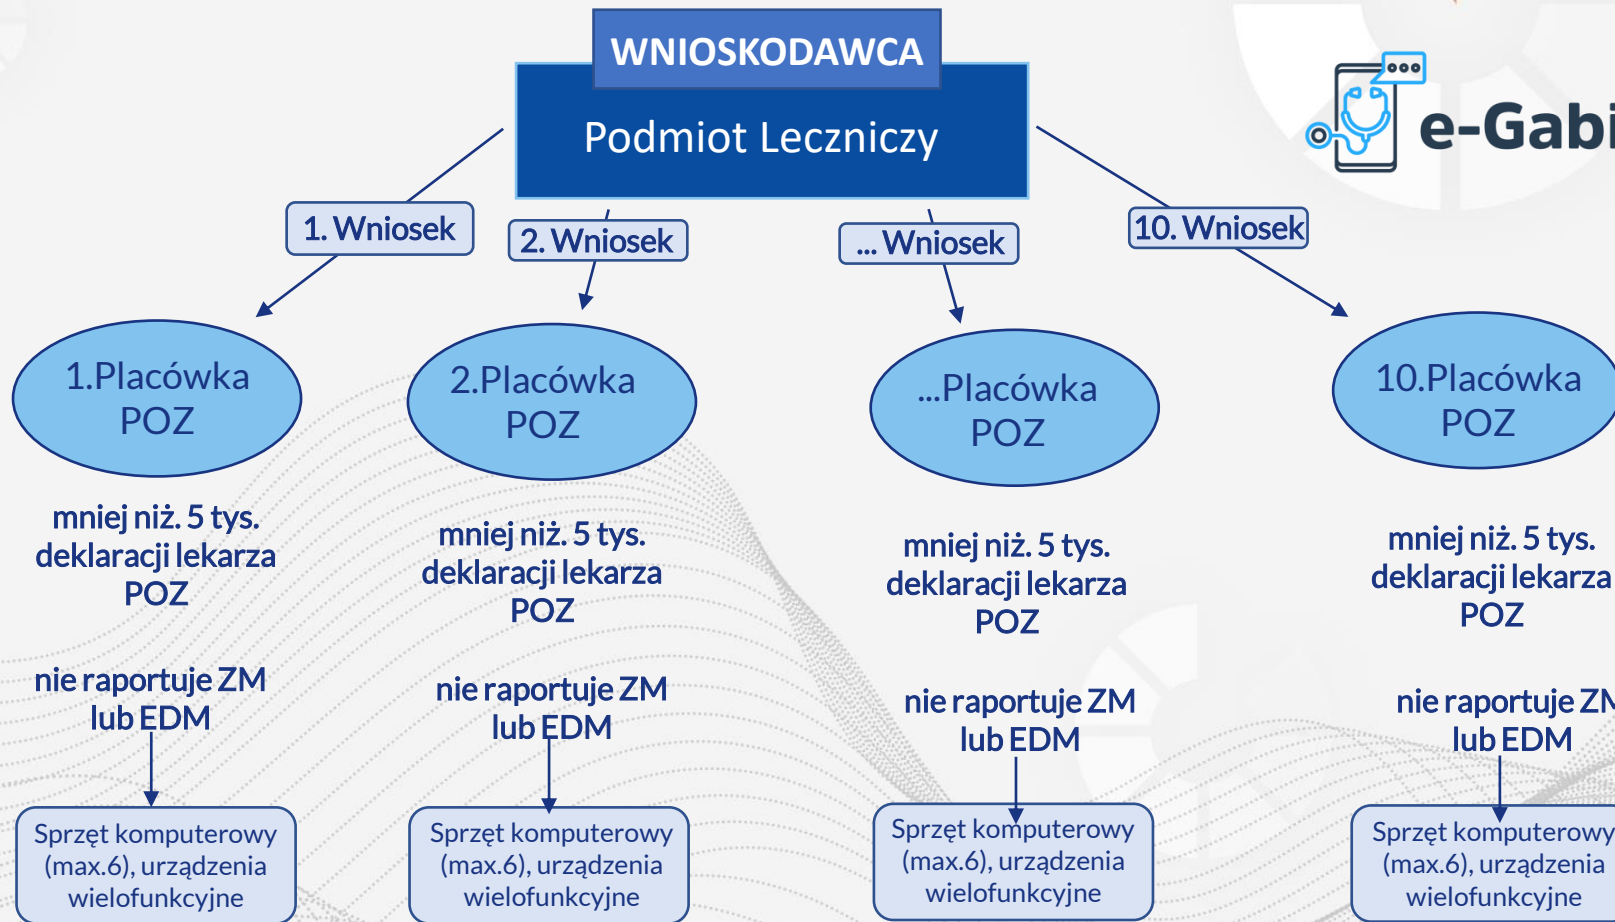 WNIOSKODAWCA
Podmiot Leczniczy
e-Gabi
1. Wniosek
2. Wniosek
... Wniosek
10. Wniosek
1.Placówka
POZ
2.Placówka
POZ
...Placówka
POZ
10.Placówka
POZ
mniej niż. 5 tys.
deklaracji lekarza
POZ
mniej niż. 5 tys.
deklaracji lekarza
POZ
mniej niż. 5 tys.
deklaracji lekarza
POZ
mniej niż. 5 tys.
deklaracji lekarza
POZ
nie raportuje ZM
lub EDM
nie raportuje ZM
lub EDM
nie raportuje ZM
lub EDM
nie raportuje ZM
lub EDM
Sprzęt komputerowy
(max.6), urządzenia
wielofunkcyjne
Sprzęt komputerowy
(max.6), urządzenia
wielofunkcyjne
Sprzęt komputerowy
(max.6), urządzenia
wielofunkcyjne
Sprzęt komputerowy
(max.6), urządzenia
wielofunkcyjne